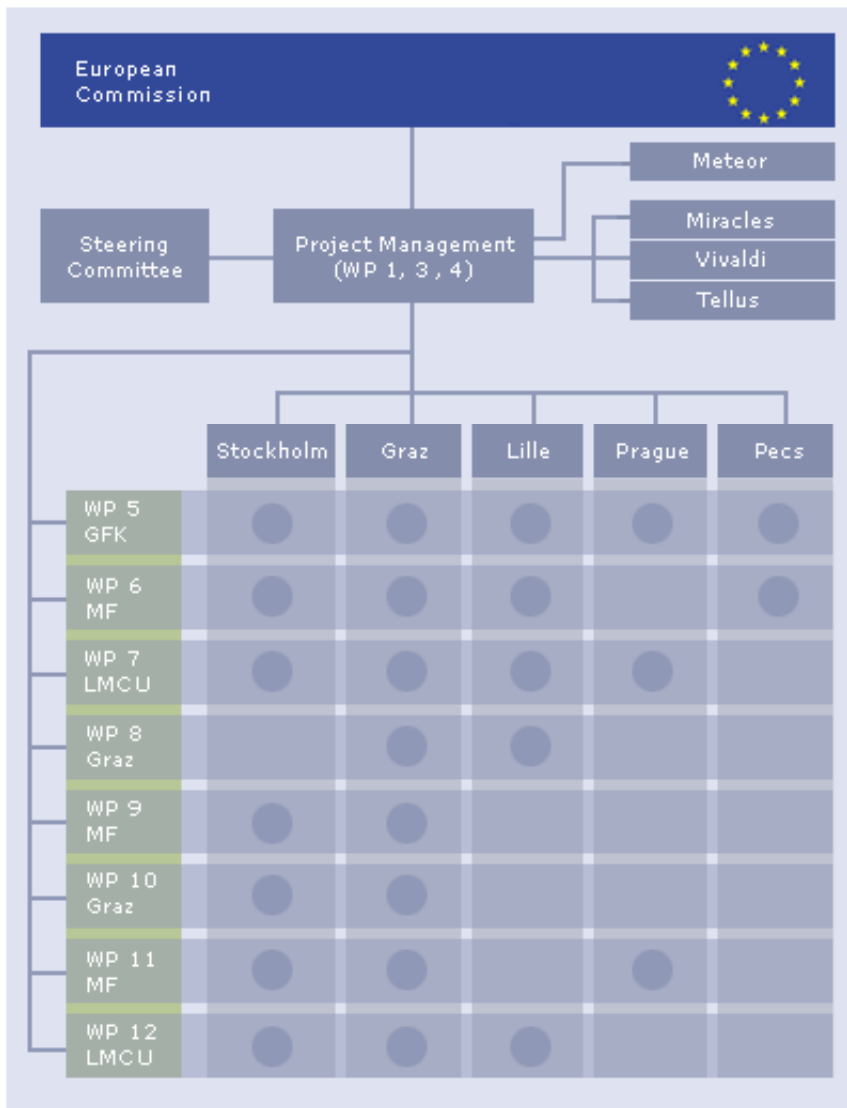 European
Commission
Meteor
Miracles
Steering
Committee
Project Management
(WP 1, 3 , 4)
Vivaldi
Tellus
Stockholm
Graz
Lille
Prague
Pecs
WP 5
GFK
WP 6
MF
WP 7
LMCU
WP 8
Graz
WP 9
MF
WP 10
Graz
WP 11
MF
WP 12
LMCU